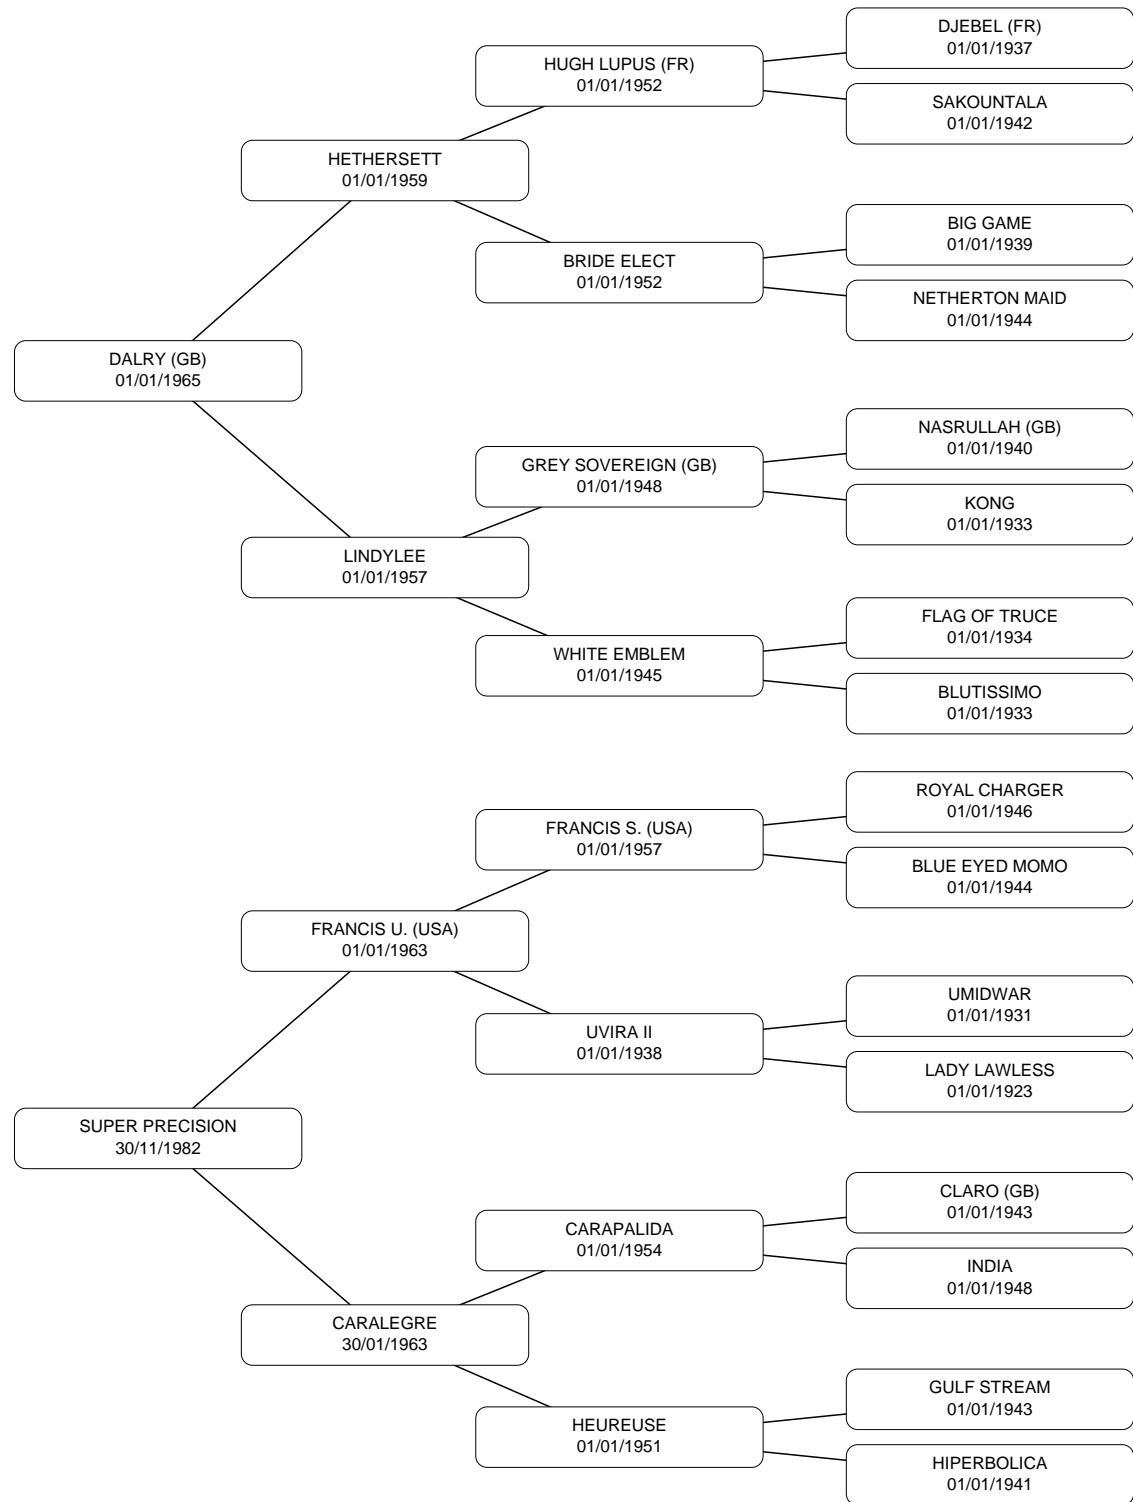 DJEBEL (FR)
01/01/1937
HUGH LUPUS (FR)
01/01/1952
SAKOUNTALA
01/01/1942
HETHERSETT
01/01/1959
BIG GAME
01/01/1939
BRIDE ELECT
01/01/1952
NETHERTON MAID
01/01/1944
DALRY (GB)
01/01/1965
NASRULLAH (GB)
01/01/1940
GREY SOVEREIGN (GB)
01/01/1948
KONG
01/01/1933
LINDYLEE
01/01/1957
FLAG OF TRUCE
01/01/1934
WHITE EMBLEM
01/01/1945
BLUTISSIMO
01/01/1933
ROYAL CHARGER
01/01/1946
FRANCIS S. (USA)
01/01/1957
BLUE EYED MOMO
01/01/1944
FRANCIS U. (USA)
01/01/1963
UMIDWAR
01/01/1931
UVIRA II
01/01/1938
LADY LAWLESS
01/01/1923
SUPER PRECISION
30/11/1982
CLARO (GB)
01/01/1943
CARAPALIDA
01/01/1954
INDIA
01/01/1948
CARALEGRE
30/01/1963
GULF STREAM
01/01/1943
HEUREUSE
01/01/1951
HIPERBOLICA
01/01/1941